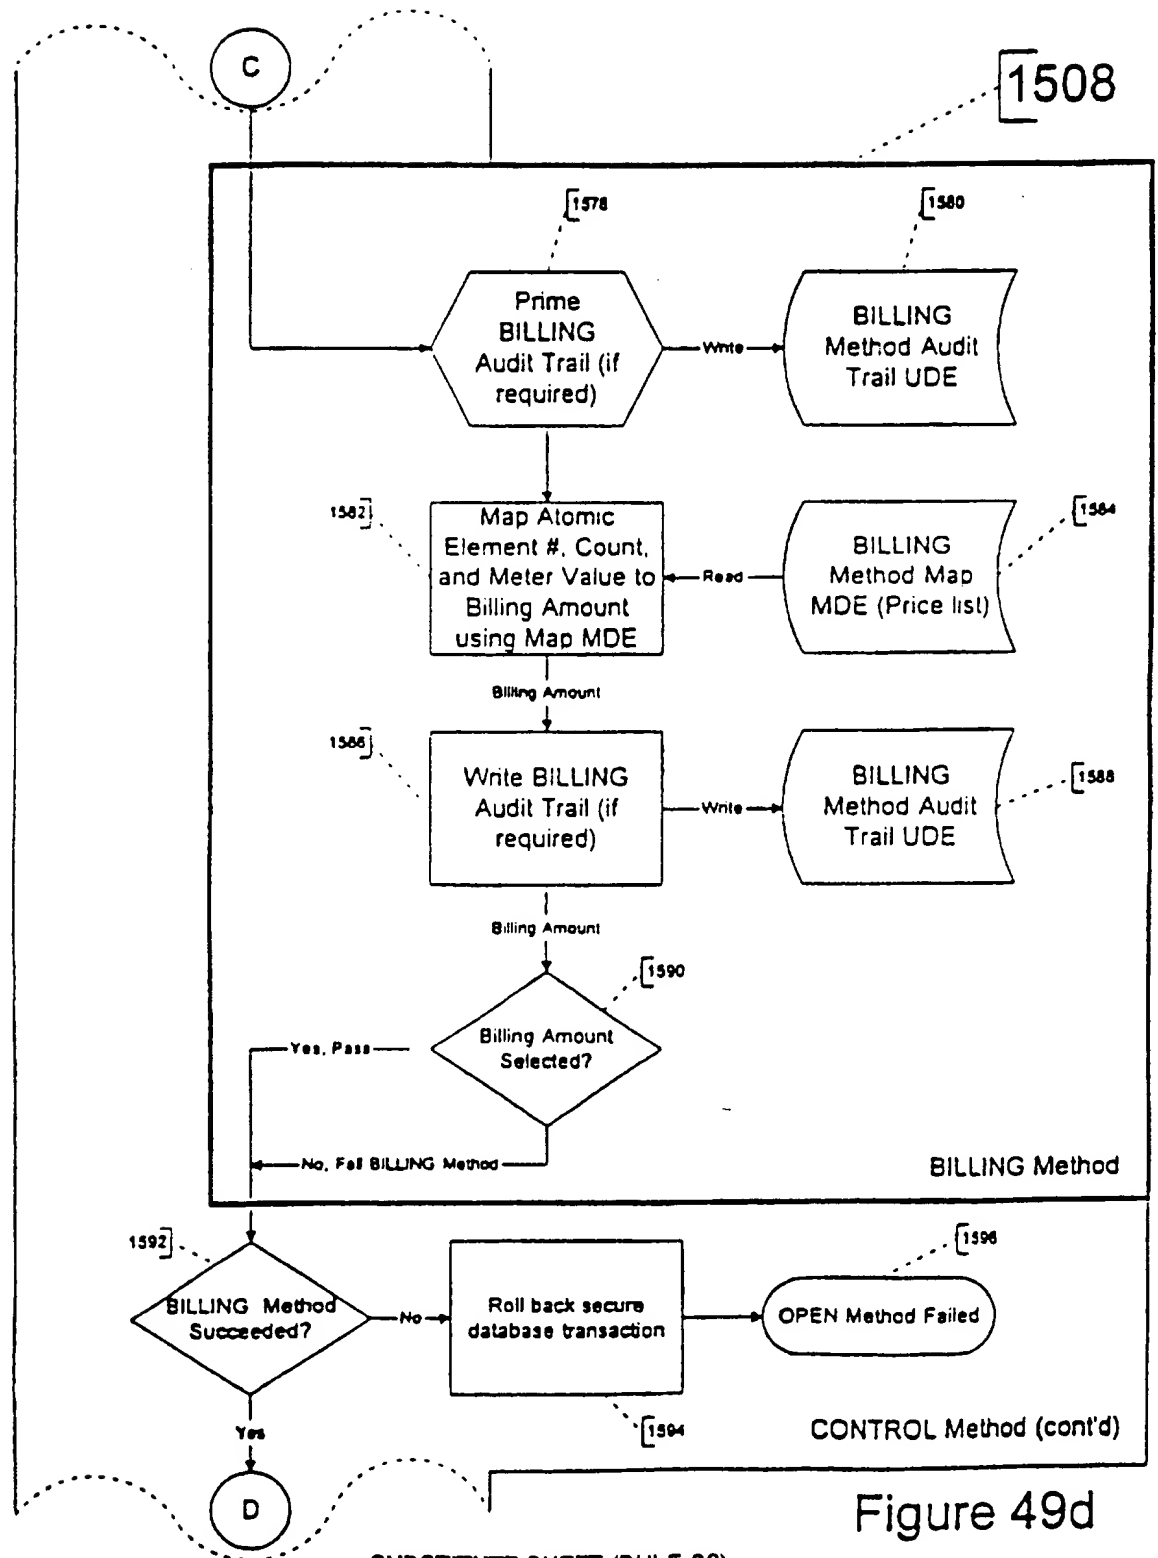 C
1508
1578
1580
Prime
BILLING
Audit Trail (if
required)
Write
BILLING
Method Audit
Trail UDE
1582
Map Atomic
Element #, Count,
and Meter Value to
Billing Amount
using Map MDE
Read
BILLING
Method Map
MDE (Price list)
1584
Billing Amount
1586
Write BILLING
Audit Trail (if
required)
Write
BILLING
Method Audit
Trail UDE
1588
Billing Amount
1590
Billing Amount
Selected?
Yes, Pass
No, Fail BILLING Method
BILLING Method
1592
BILLING Method
Succeeded?
No
Roll back secure
database transaction
1596
OPEN Method Failed
1594
Yes
CONTROL Method (cont'd)
D
Figure 49d